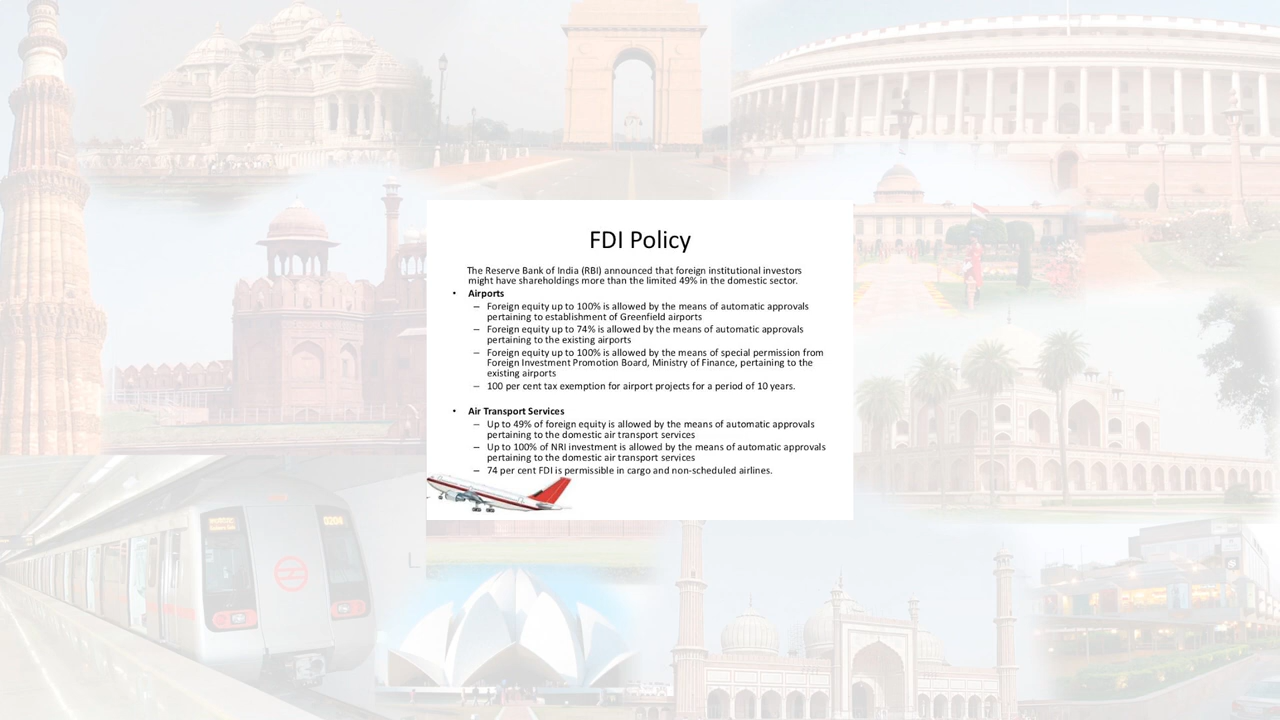 FDI Policy
The Reserve Bank of India (RBI) announced that foreign institutional investors
might have shareholdings more than the limited 49% in the domestic sector.
• Airports
– Foreign equity up to 100% is allowed by the means of automatic approvals
pertaining to establishment of Greenfield airports
– Foreign equity up to 74% is allowed by the means of automatic approvals
pertaining to the existing airports
– Foreign equity up to 100% is allowed by the means of special permission from
Foreign Investment Promotion Board, Ministry of Finance, pertaining to the
existing airports
– 100 per cent tax exemption for airport projects for a period of 10 years.
• Air Transport Services
– Up to 49% of foreign equity is allowed by the means of automatic approvals
pertaining to the domestic air transport services
– Up to 100% of NRI investment is allowed by the means of automatic approvals
pertaining to the domestic air transport services
– 74 per cent FDI is permissible in cargo and non-scheduled airlines.